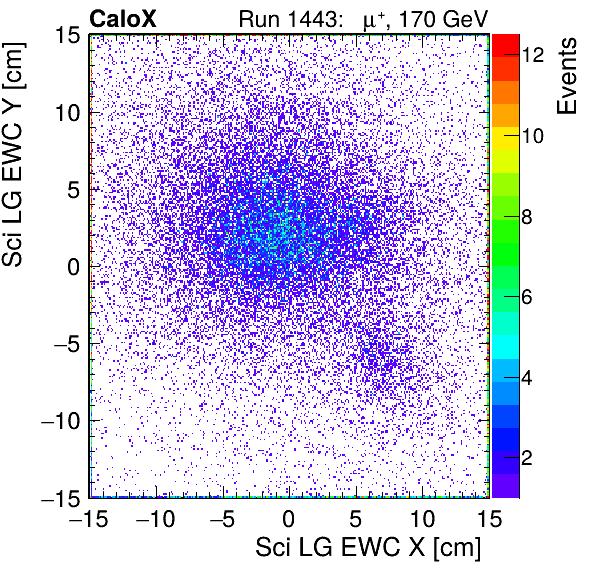 CaloX Run 1443: μ⁺, 170 GeV
Sci LG EWC Y [cm]
15
10
5
0
−5
−10
−15
−15 −10 −5 0 5 10 15
Sci LG EWC X [cm]
Events
12
10
8
6
4
2